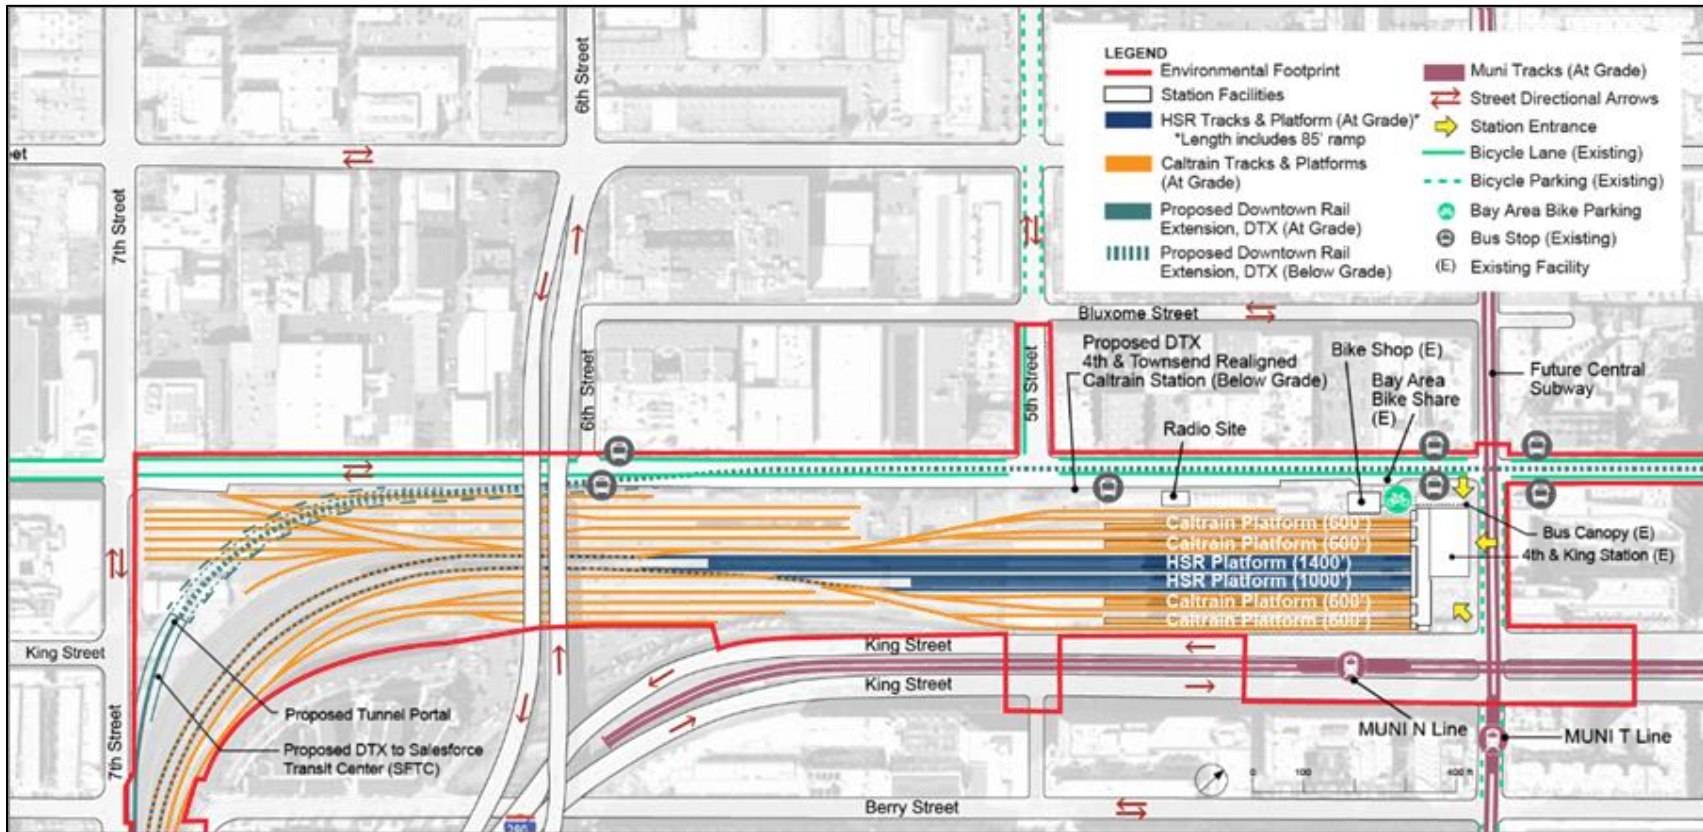 LEGEND
Environmental Footprint
Station Facilities
HSR Tracks & Platform (At Grade)*
*Length includes 85' ramp
Caltrain Tracks & Platforms
(At Grade)
Proposed Downtown Rail
Extension, DTX (At Grade)
Proposed Downtown Rail
Extension, DTX (Below Grade)
Muni Tracks (At Grade)
Street Directional Arrows
Station Entrance
Bicycle Lane (Existing)
Bicycle Parking (Existing)
Bay Area Bike Parking
Bus Stop (Existing)
(E) Existing Facility
6th Street
et
7th Street
Bluxome Street
Proposed DTX
4th & Townsend Realigned
Caltrain Station (Below Grade)
Bike Shop (E)
Bay Area
Bike Share
(E)
Future Central
Subway
6th Street
5th Street
Radio Site
Caltrain Platform (600')
Caltrain Platform (600')
HSR Platform (1400')
HSR Platform (1000')
Caltrain Platform (600')
Caltrain Platform (600')
Bus Canopy (E)
4th & King Station (E)
King Street
King Street
King Street
7th Street
Proposed Tunnel Portal
Proposed DTX to Salesforce
Transit Center (SFTC)
MUNI N Line
MUNI T Line
0 100 400 ft
Berry Street
280